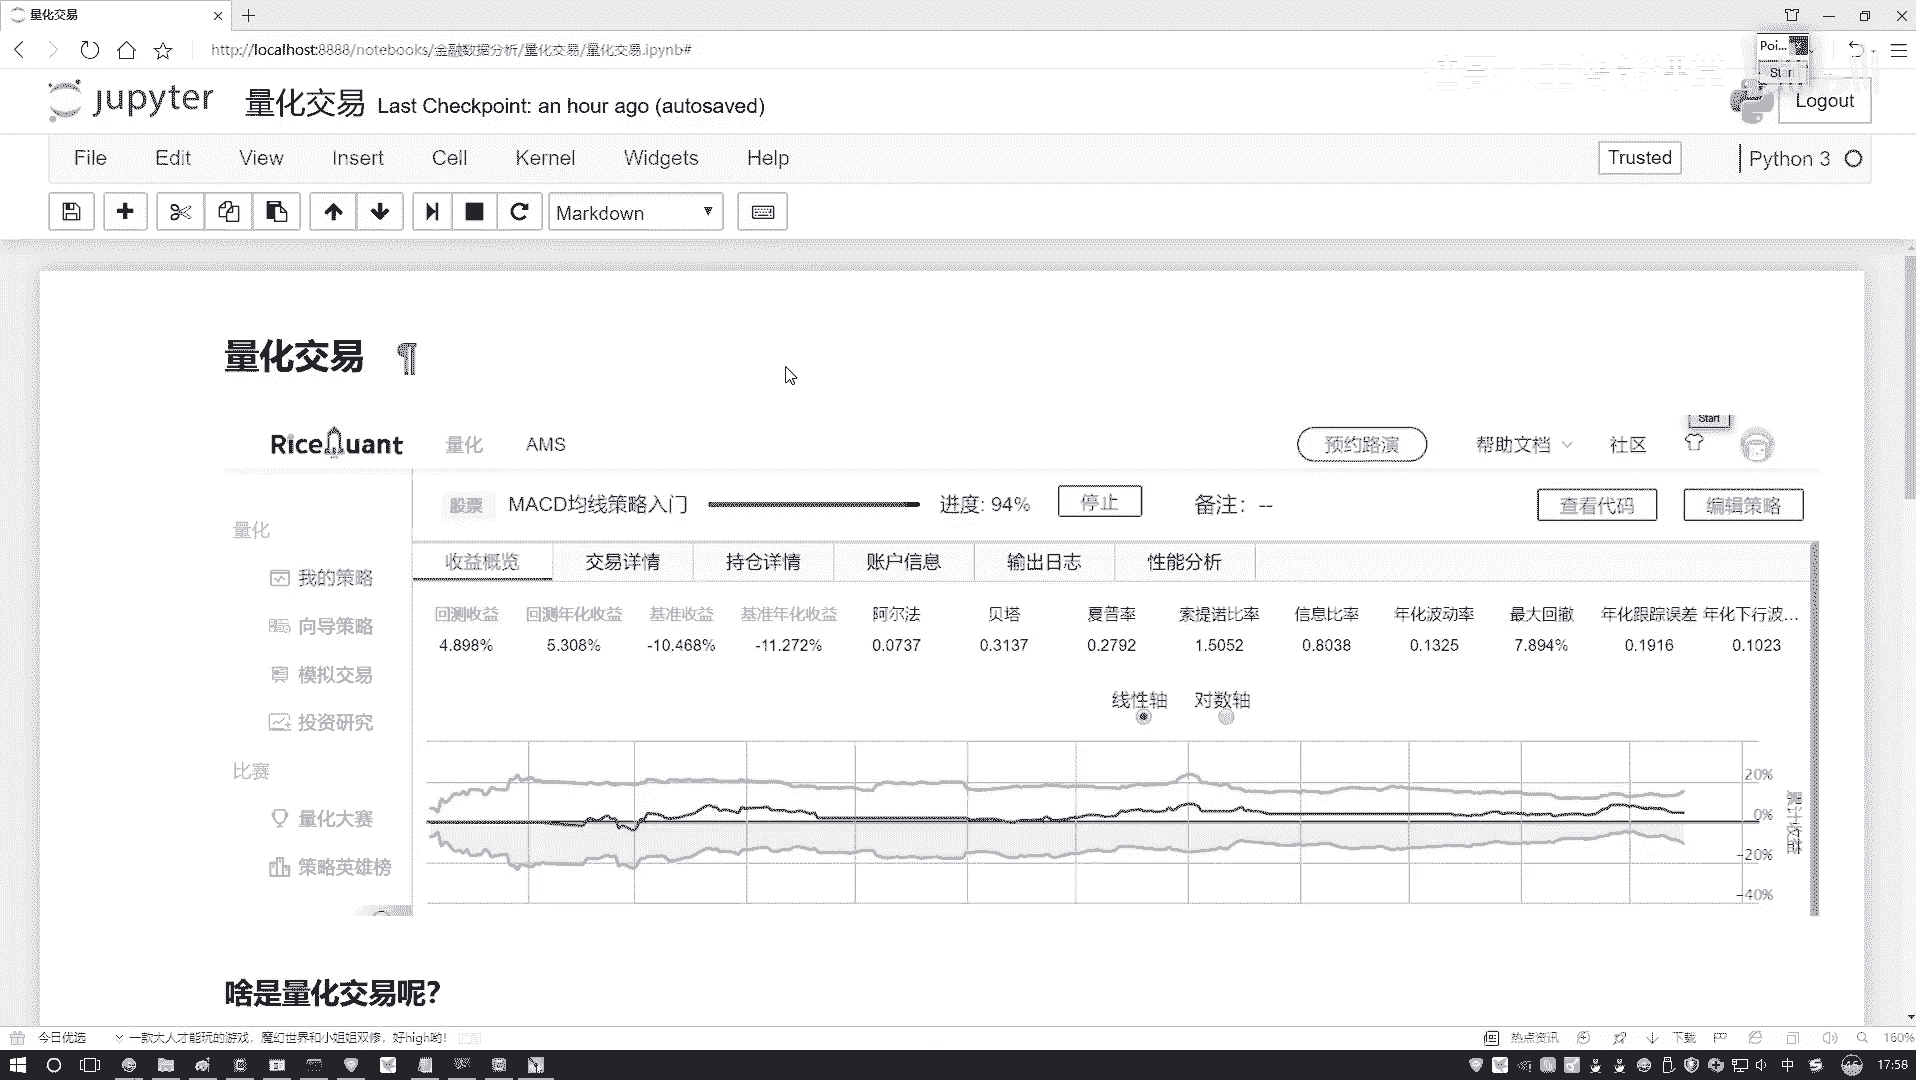 量化交易
http://localhost:8888/notebooks/金融数据分析/量化交易/量化交易.ipynb#
Poi...
Start
jupyter 量化交易 Last Checkpoint: an hour ago (autosaved)
Logout
File Edit View Insert Cell Kernel Widgets Help
Trusted Python 3
Markdown
量化交易 ¶
Start
RiceQuant 量化 AMS 预约路演 帮助文档 社区
股票 MACD均线策略入门 进度: 94% 停止 备注: -- 查看代码 编辑策略
量化
我的策略
向导策略
模拟交易
投资研究
比赛
量化大赛
策略英雄榜
收益概览 交易详情 持仓详情 账户信息 输出日志 性能分析
回测收益 回测年化收益 基准收益 基准年化收益 阿尔法 贝塔 夏普率 索提诺比率 信息比率 年化波动率 最大回撤 年化跟踪误差 年化下行波...
4.898% 5.308% -10.468% -11.272% 0.0737 0.3137 0.2792 1.5052 0.8038 0.1325 7.894% 0.1916 0.1023
线性轴 对数轴
20%
0%
-20%
-40%
累计收益
啥是量化交易呢?
今日优选 一款大人才能玩的游戏，魔幻世界和小姐姐双修，好high哟!
热点资讯 下载 160%
中 46 17:58